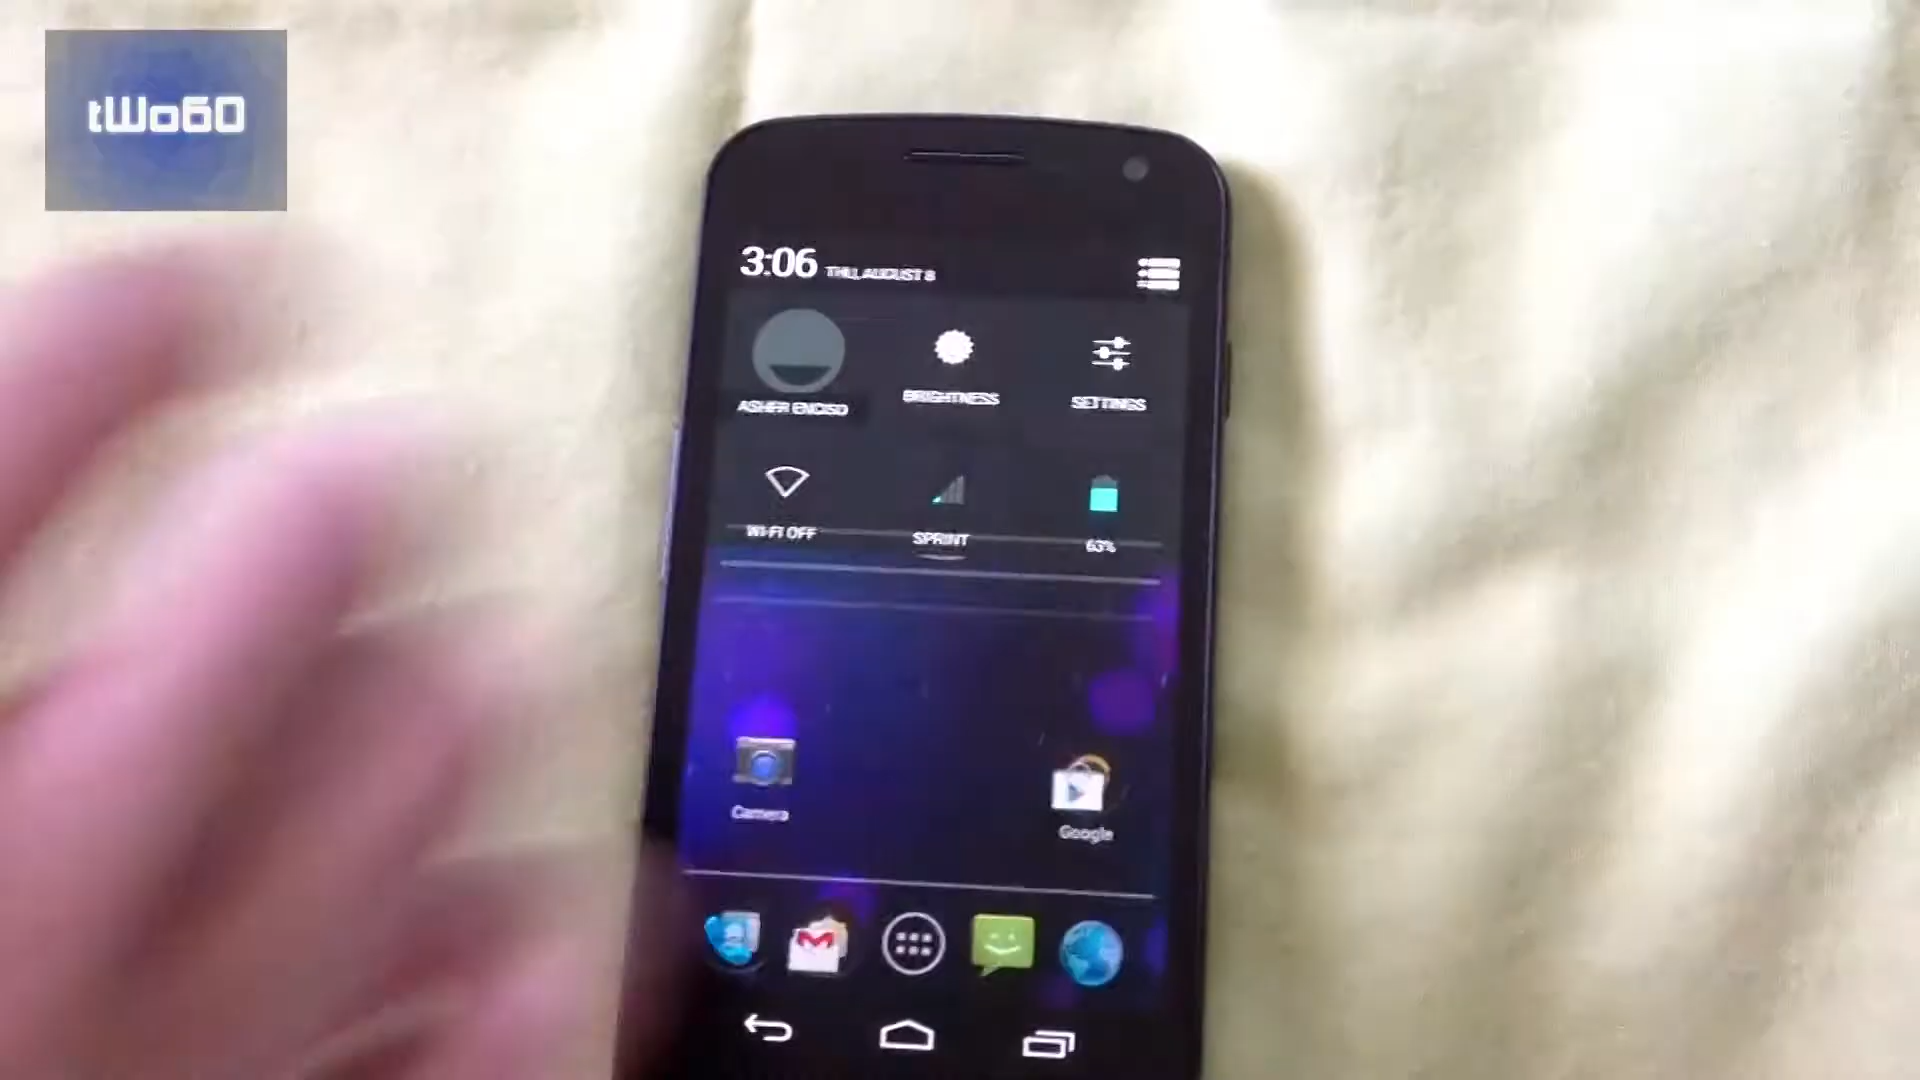 tWo60
3:06 THU, AUGUST 8
ASHER ENCISO
BRIGHTNESS
SETTINGS
WI-FI OFF
SPRINT
63%
Camera
Google